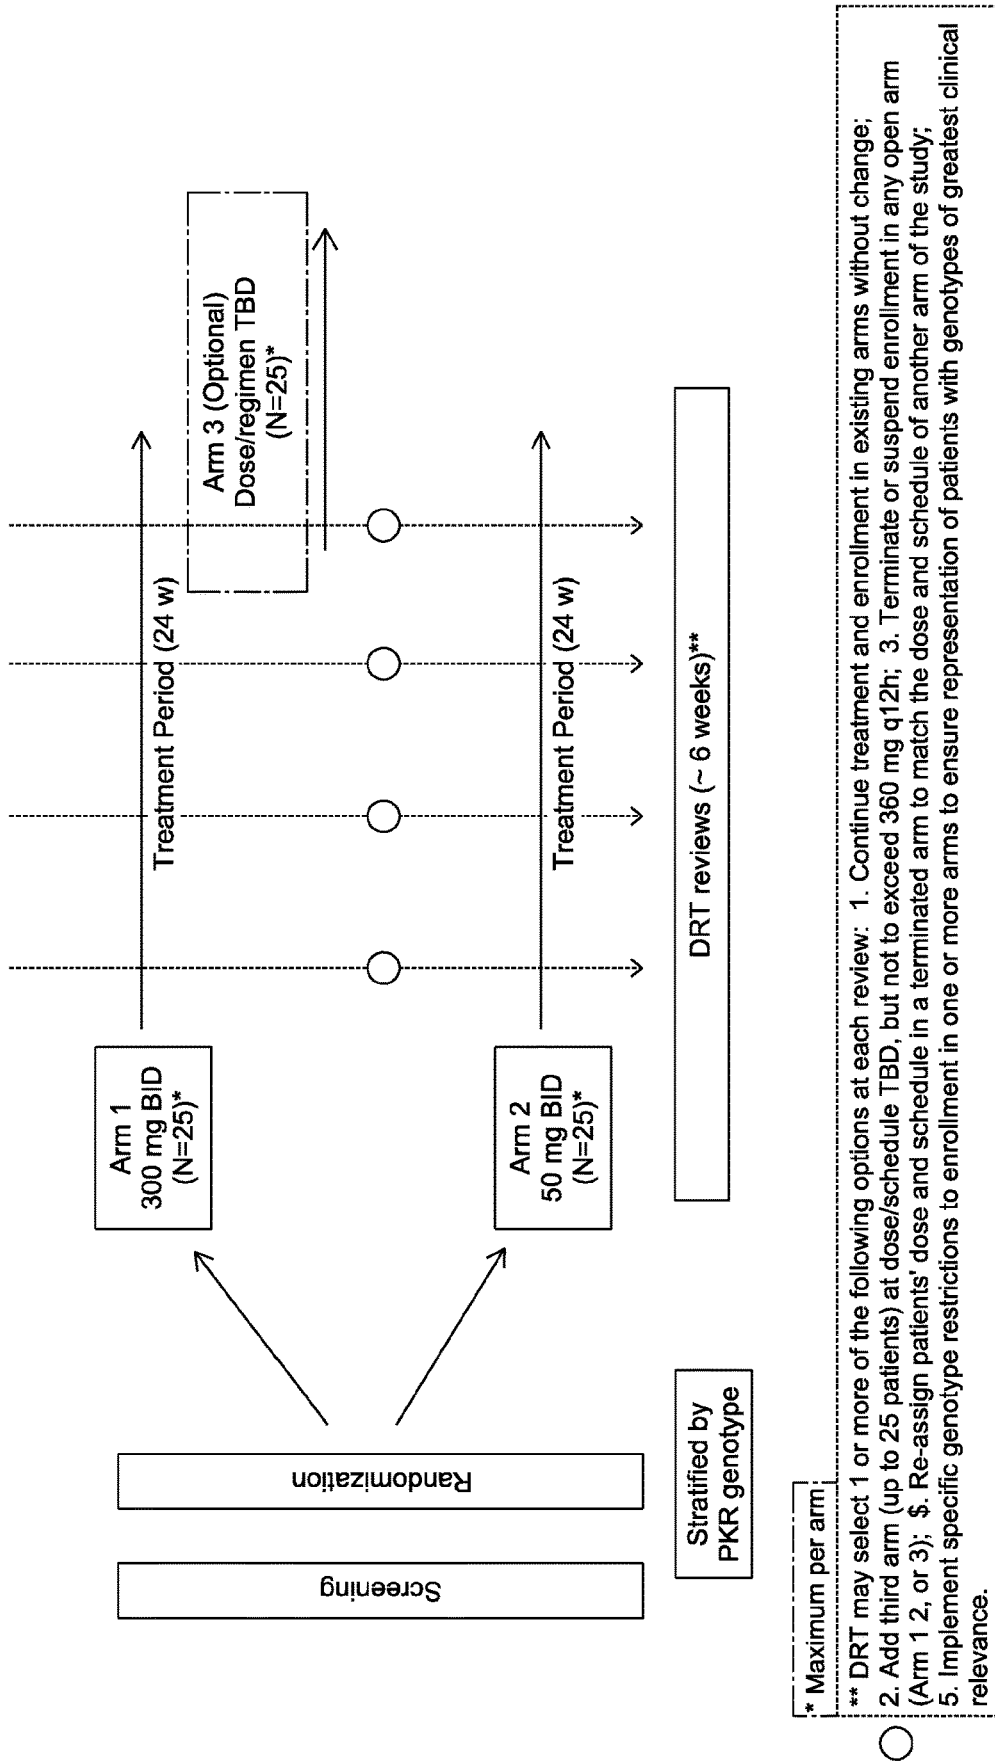 Screening
Randomization
Stratified by
PKR genotype
Arm 1
300 mg BID
(N=25)*
Treatment Period (24 w)
Arm 3 (Optional)
Dose/regimen TBD
(N=25)*
Arm 2
50 mg BID
(N=25)*
Treatment Period (24 w)
DRT reviews (~ 6 weeks)**
* Maximum per arm
** DRT may select 1 or more of the following options at each review: 1. Continue treatment and enrollment in existing arms without change;
2. Add third arm (up to 25 patients) at dose/schedule TBD, but not to exceed 360 mg q12h; 3. Terminate or suspend enrollment in any open arm
(Arm 1 2, or 3); $. Re-assign patients' dose and schedule in a terminated arm to match the dose and schedule of another arm of the study;
5. Implement specific genotype restrictions to enrollment in one or more arms to ensure representation of patients with genotypes of greatest clinical
relevance.